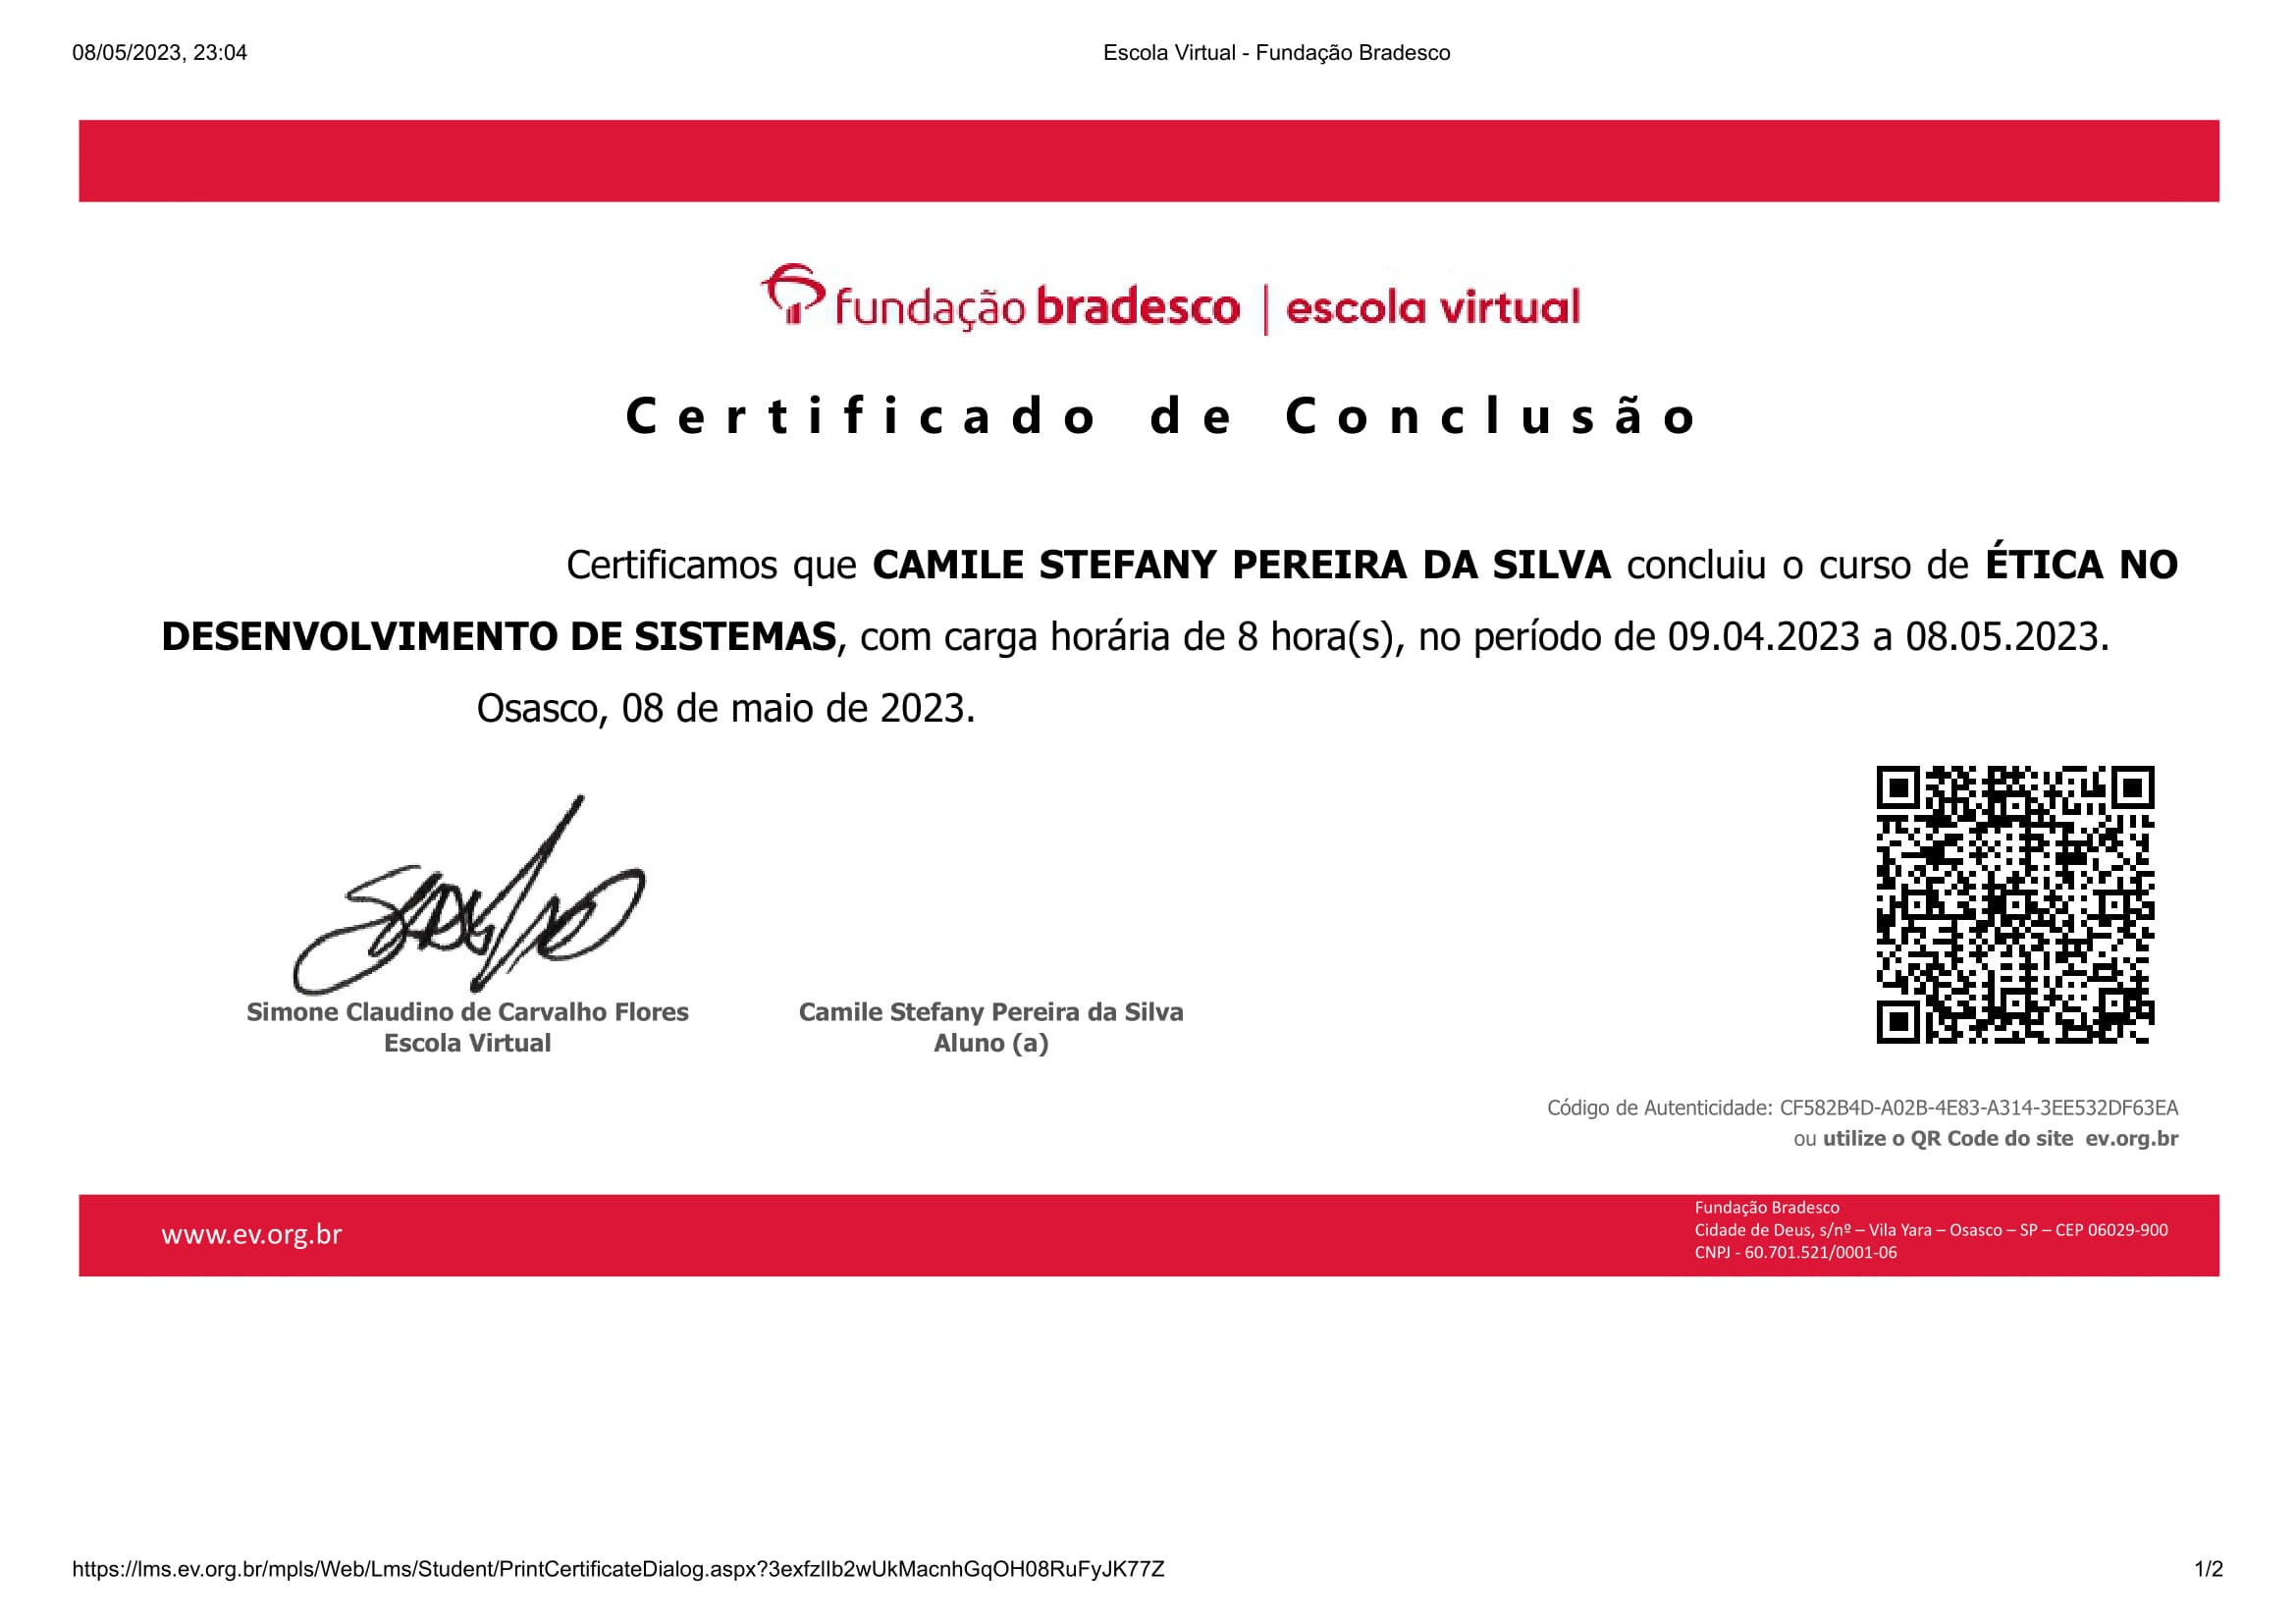 08/05/2023, 23:04
Escola Virtual - Fundação Bradesco
fundação bradesco | escola virtual
Certificado de Conclusão
Certificamos que CAMILE STEFANY PEREIRA DA SILVA concluiu o curso de ÉTICA NO
DESENVOLVIMENTO DE SISTEMAS, com carga horária de 8 hora(s), no período de 09.04.2023 a 08.05.2023.
Osasco, 08 de maio de 2023.
Simone Claudino de Carvalho Flores
Escola Virtual
Camile Stefany Pereira da Silva
Aluno (a)
Código de Autenticidade: CF582B4D-A02B-4E83-A314-3EE532DF63EA
ou utilize o QR Code do site ev.org.br
www.ev.org.br
Fundação Bradesco
Cidade de Deus, s/nº – Vila Yara – Osasco – SP – CEP 06029-900
CNPJ - 60.701.521/0001-06
https://lms.ev.org.br/mpls/Web/Lms/Student/PrintCertificateDialog.aspx?3exfzlIb2wUkMacnhGqOH08RuFyJK77Z
1/2